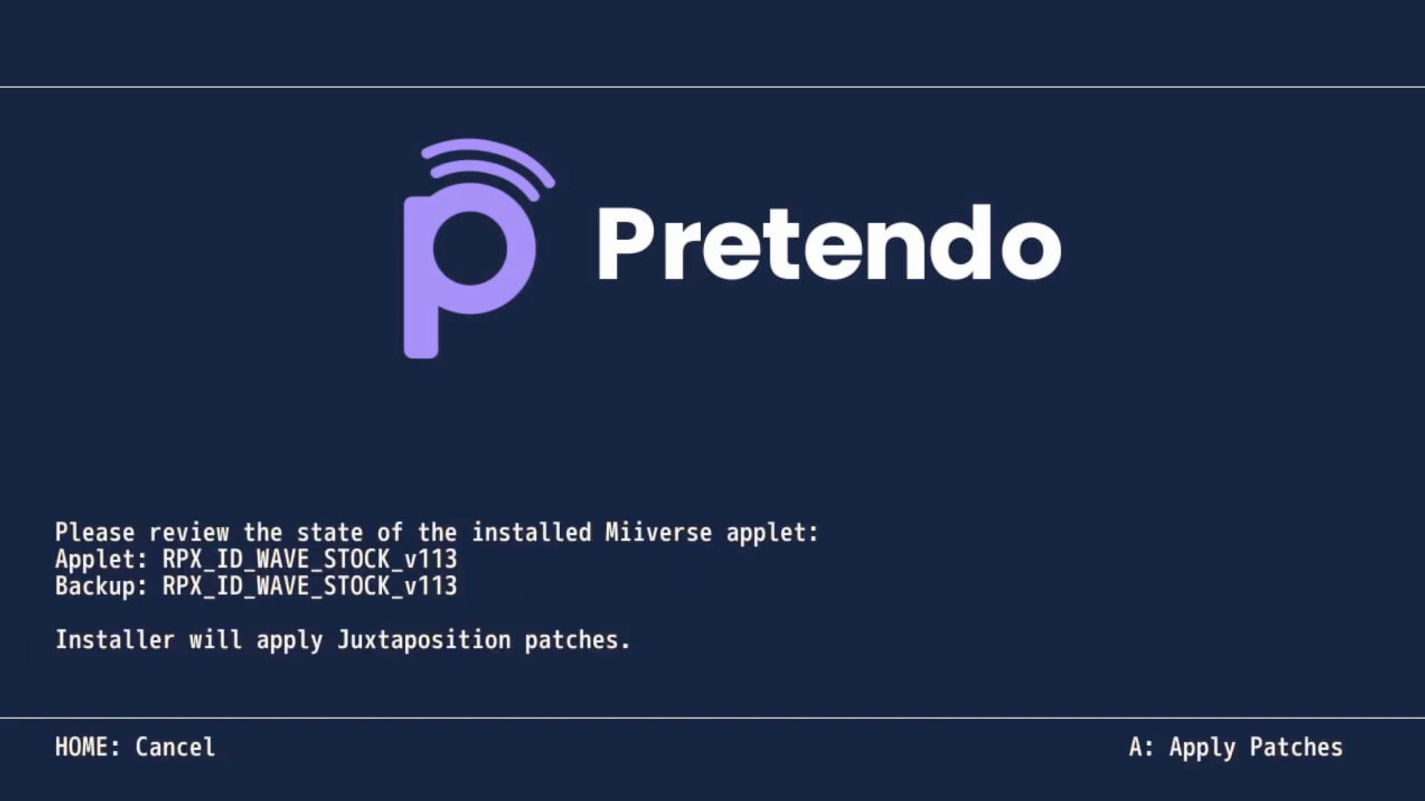 Pretendo
Please review the state of the installed Miiverse applet:
Applet: RPX_ID_WAVE_STOCK_v113
Backup: RPX_ID_WAVE_STOCK_v113
Installer will apply Juxtaposition patches.
HOME: Cancel
A: Apply Patches